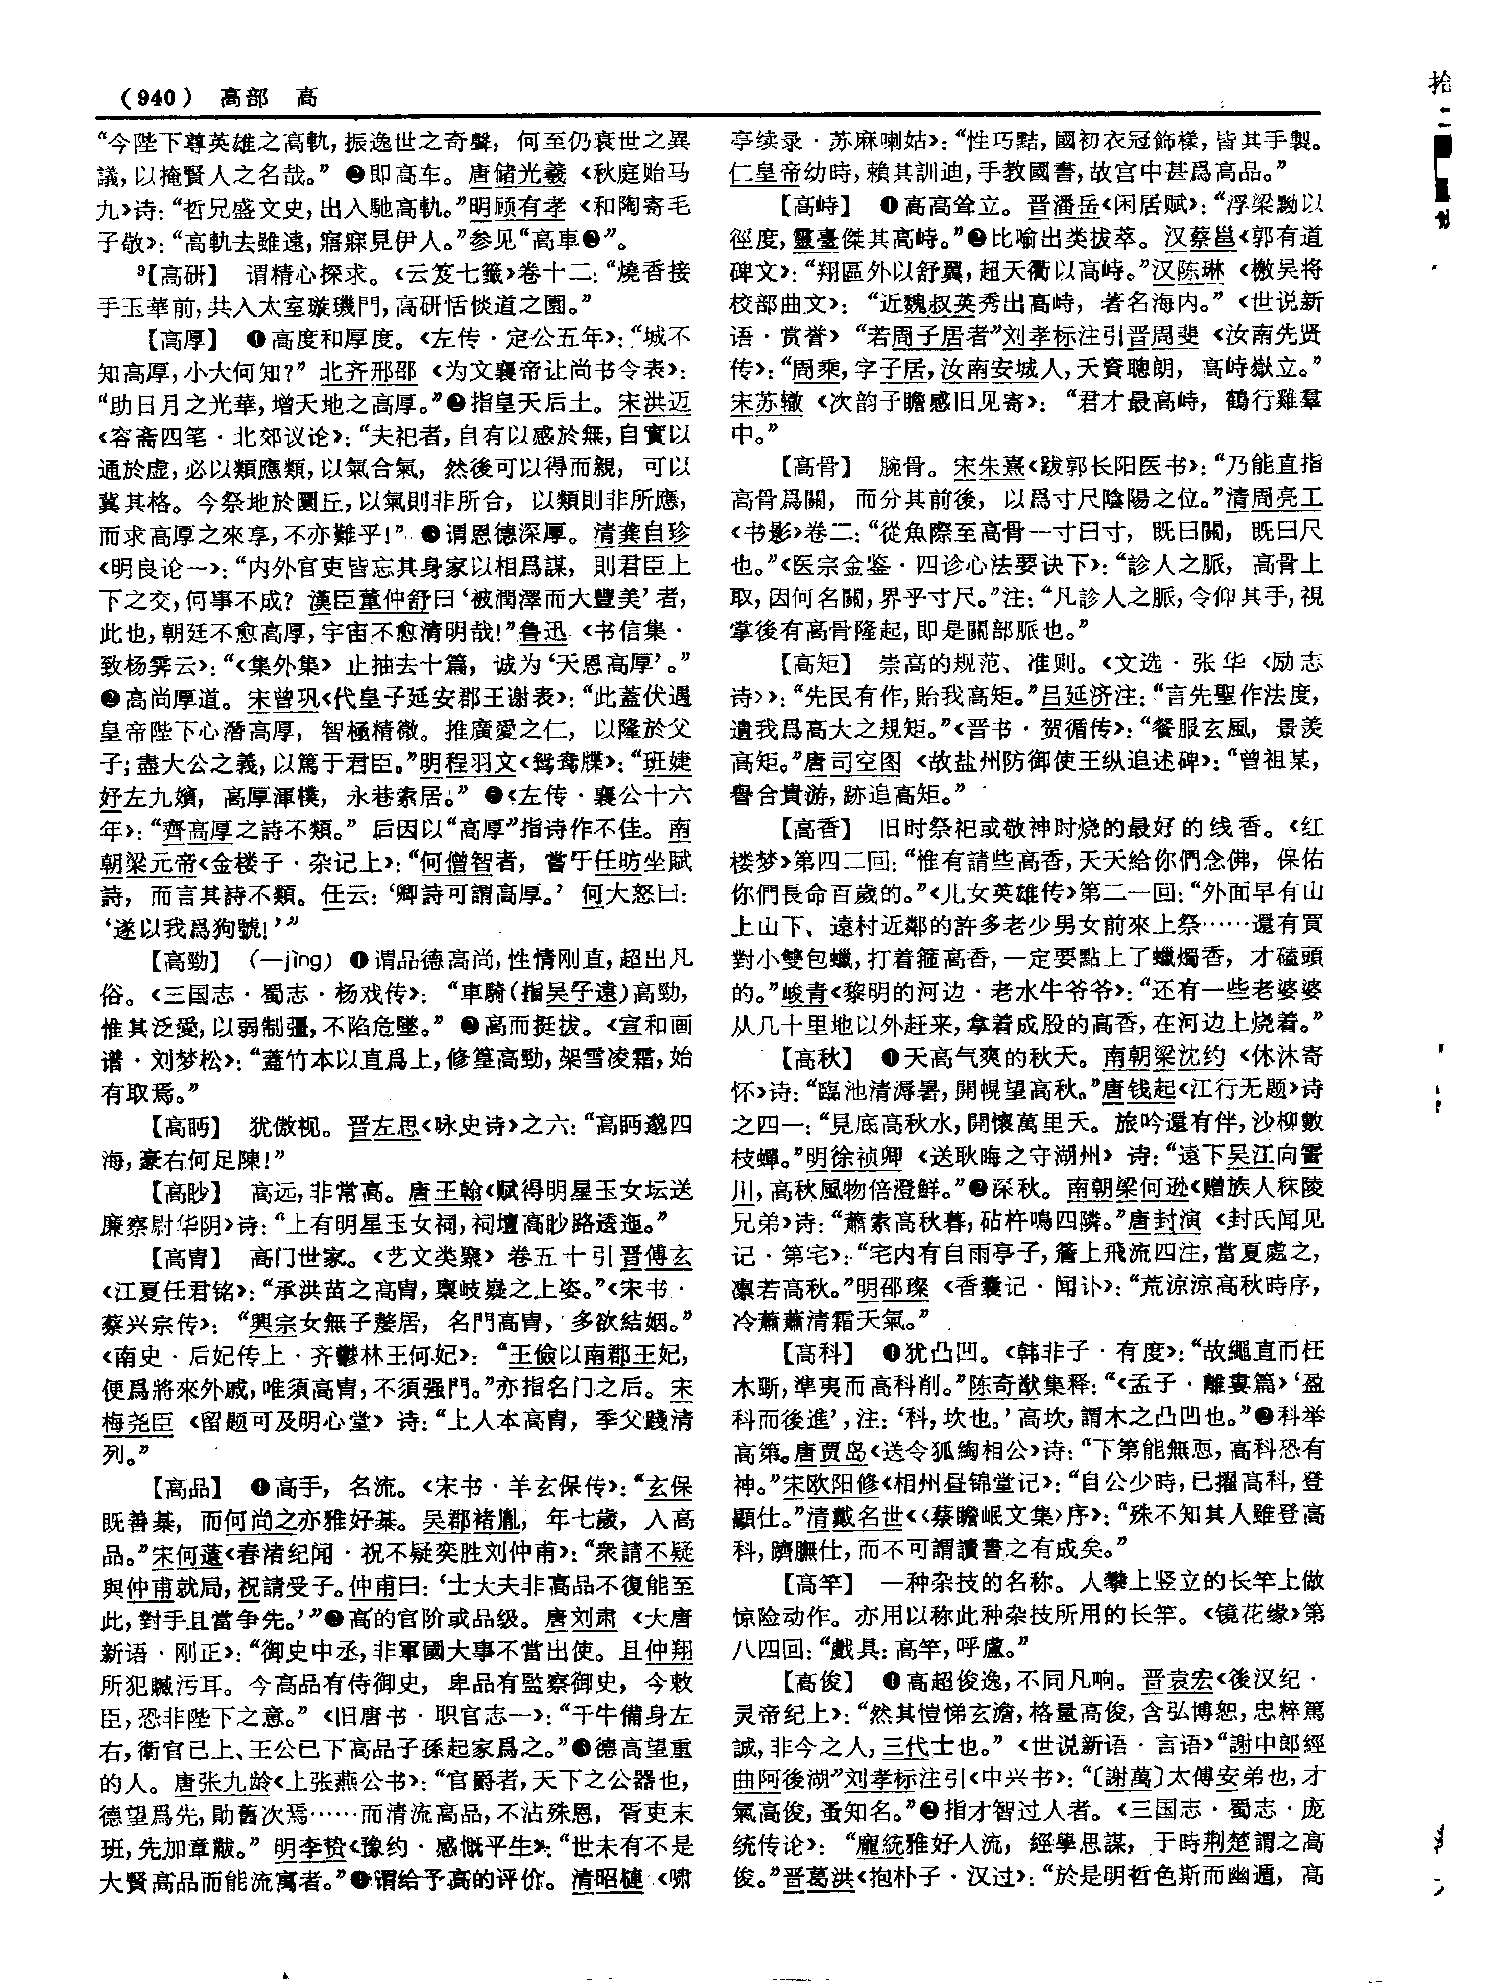 （940） 高部 高
“今陛下尊英雄之高軌，振逸世之奇聲，何至仍衰世之異
議，以掩賢人之名哉。”❷即高车。唐储光羲《秋庭贻马
九》诗：“哲兄盛文史，出入馳高軌。”明顾有孝《和陶寄毛
子敬》：“高軌去雖遠，寤寐見伊人。”参见“高車❷”。
⁹【高研】 谓精心探求。《云笈七籤》卷十二：“燒香接
手玉華前，共入太室璇璣門，高研恬惔道之園。”
【高厚】 ❶高度和厚度。《左传·定公五年》：“城不
知高厚，小大何知？”北齐邢邵《为文襄帝让尚书令表》：
“助日月之光華，增天地之高厚。”❷指皇天后土。宋洪迈
《容斋四笔·北郊议论》：“夫祀者，自有以感於無，自實以
通於虚，必以類應類，以氣合氣，然後可以得而親，可以
冀其格。今祭地於圜丘，以氣則非所合，以類則非所應，
而求高厚之來享，不亦難乎！”❸谓恩德深厚。清龚自珍
《明良论一》：“内外官吏皆忘其身家以相爲謀，則君臣上
下之交，何事不成？漢臣董仲舒曰‘被潤澤而大豐美’者，
此也，朝廷不愈高厚，宇宙不愈清明哉！”鲁迅《书信集·
致杨霁云》：“《集外集》止抽去十篇，诚为‘天恩高厚’。”
❷高尚厚道。宋曾巩《代皇子延安郡王谢表》：“此蓋伏遇
皇帝陛下心潛高厚，智極精微。推廣愛之仁，以隆於父
子；盡大公之義，以篤于君臣。”明程羽文《鸳鸯牒》：“班婕
妤左九嬪，高厚渾樸，永巷素居。”❺《左传·襄公十六
年》：“齊高厚之詩不類。”后因以“高厚”指诗作不佳。南
朝梁元帝《金楼子·杂记上》：“何僧智者，嘗于任昉坐賦
詩，而言其詩不類。任云：‘卿詩可謂高厚。’何大怒曰：
‘遂以我爲狗號！’”
【高勁】 （—jìng）❶谓品德高尚，性情刚直，超出凡
俗。《三国志·蜀志·杨戏传》：“車騎（指吴子遠）高勁，
惟其泛愛，以弱制彊，不陷危墜。”❷高而挺拔。《宣和画
谱·刘梦松》：“蓋竹本以直爲上，修篁高勁，架雪凌霜，始
有取焉。”
【高眄】 犹傲视。晋左思《咏史诗》之六：“高眄邈四
海，豪右何足陳！”
【高眇】 高远，非常高。唐王翰《赋得明星玉女坛送
廉察尉华阴》诗：“上有明星玉女祠，祠壇高眇路逶迤。”
【高胄】 高门世家。《艺文类聚》卷五十引晋傅玄
《江夏任君铭》：“承洪苗之高胄，禀岐嶷之上姿。”《宋书·
蔡兴宗传》：“興宗女無子嫠居，名門高胄，多欲結姻。”
《南史·后妃传上·齐鬱林王何妃》：“王儉以南郡王妃，
便爲將來外戚，唯須高胄，不須强門。”亦指名门之后。宋
梅尧臣《留题可及明心堂》诗：“上人本高胄，季父踐清
列。”
【高品】 ❶高手，名流。《宋书·羊玄保传》：“玄保
既善棊，而何尚之亦雅好棊。吴郡褚胤，年七歲，入高
品。”宋何薳《春渚纪闻·祝不疑奕胜刘仲甫》：“衆請不疑
與仲甫就局，祝請受子。仲甫曰：‘士大夫非高品不復能至
此，對手且當争先。’”❷高的官阶或品级。唐刘肃《大唐
新语·刚正》：“御史中丞，非軍國大事不當出使。且仲翔
所犯贓污耳。今高品有侍御史，卑品有監察御史，今敕
臣，恐非陛下之意。”《旧唐书·职官志一》：“千牛備身左
右，衛官已上、王公已下高品子孫起家爲之。”❸德高望重
的人。唐张九龄《上张燕公书》：“官爵者，天下之公器也，
德望爲先，勛舊次焉……而清流高品，不沾殊恩，胥吏末
班，先加章黻。”明李贽《豫约·感慨平生》：“世未有不是
大賢高品而能流寓者。”❹谓给予高的评价。清昭槤《啸
亭续录·苏麻喇姑》：“性巧黠，國初衣冠飾樣，皆其手製。
仁皇帝幼時，賴其訓迪，手教國書，故宫中甚爲高品。”
【高峙】 ❶高高耸立。晋潘岳《闲居赋》：“浮梁黝以
徑度，靈臺傑其高峙。”❷比喻出类拔萃。汉蔡邕《郭有道
碑文》：“翔區外以舒翼，超天衢以高峙。”汉陈琳《檄吴将
校部曲文》：“近魏叔英秀出高峙，著名海内。”《世说新
语·赏誉》“若周子居者”刘孝标注引晋周斐《汝南先贤
传》：“周乘，字子居，汝南安城人，天資聰朗，高峙嶽立。”
宋苏辙《次韵子瞻感旧见寄》：“君才最高峙，鶴行雞羣
中。”
【高骨】 腕骨。宋朱熹《跋郭长阳医书》：“乃能直指
高骨爲關，而分其前後，以爲寸尺陰陽之位。”清周亮工
《书影》卷二：“從魚際至高骨一寸曰寸，既曰關，既曰尺
也。”《医宗金鉴·四诊心法要诀下》：“診人之脈，高骨上
取，因何名關，界乎寸尺。”注：“凡診人之脈，令仰其手，視
掌後有高骨隆起，即是關部脈也。”
【高矩】 崇高的规范、准则。《文选·张华〈励志
诗〉》：“先民有作，貽我高矩。”吕延济注：“言先聖作法度，
遺我爲高大之規矩。”《晋书·贺循传》：“餐服玄風，景羨
高矩。”唐司空图《故盐州防御使王纵追述碑》：“曾祖某，
譽合貴游，跡追高矩。”
【高香】 旧时祭祀或敬神时烧的最好的线香。《红
楼梦》第四二回：“惟有請些高香，天天給你們念佛，保佑
你們長命百歲的。”《儿女英雄传》第二一回：“外面早有山
上山下、遠村近鄰的許多老少男女前來上祭……還有買
對小雙包蠟，打着箍高香，一定要點上了蠟燭香，才磕頭
的。”峻青《黎明的河边·老水牛爷爷》：“还有一些老婆婆
从几十里地以外赶来，拿着成股的高香，在河边上烧着。”
【高秋】 ❶天高气爽的秋天。南朝梁沈约《休沐寄
怀》诗：“臨池清溽暑，開幌望高秋。”唐钱起《江行无题》诗
之四一：“見底高秋水，開懷萬里天。旅吟還有伴，沙柳數
枝蟬。”明徐祯卿《送耿晦之守湖州》诗：“遠下吴江向霅
川，高秋風物倍澄鮮。”❷深秋。南朝梁何逊《赠族人秣陵
兄弟》诗：“蕭索高秋暮，砧杵鳴四隣。”唐封演《封氏闻见
记·第宅》：“宅内有自雨亭子，簷上飛流四注，當夏處之，
凛若高秋。”明邵璨《香囊记·闻讣》：“荒涼涼高秋時序，
冷蕭蕭清霜天氣。”
【高科】 ❶犹凸凹。《韩非子·有度》：“故繩直而枉
木斲，準夷而高科削。”陈奇猷集释：“《孟子·離婁篇》‘盈
科而後進’，注：‘科，坎也。’高坎，謂木之凸凹也。”❷科举
高第。唐贾岛《送令狐綯相公》诗：“下第能無恧，高科恐有
神。”宋欧阳修《相州昼锦堂记》：“自公少時，已擢高科，登
顯仕。”清戴名世《〈蔡瞻岷文集〉序》：“殊不知其人雖登高
科，躋膴仕，而不可謂讀書之有成矣。”
【高竿】 一种杂技的名称。人攀上竖立的长竿上做
惊险动作。亦用以称此种杂技所用的长竿。《镜花缘》第
八四回：“戲具：高竿，呼盧。”
【高俊】 ❶高超俊逸，不同凡响。晋袁宏《後汉纪·
灵帝纪上》：“然其愷悌玄澹，格量高俊，含弘博恕，忠粹篤
誠，非今之人，三代士也。”《世说新语·言语》“謝中郎經
曲阿後湖”刘孝标注引《中兴书》：“〔謝萬〕太傅安弟也，才
氣高俊，蚤知名。”❷指才智过人者。《三国志·蜀志·庞
统传论》：“龐統雅好人流，經學思謀，于時荆楚謂之高
俊。”晋葛洪《抱朴子·汉过》：“於是明哲色斯而幽遁，高